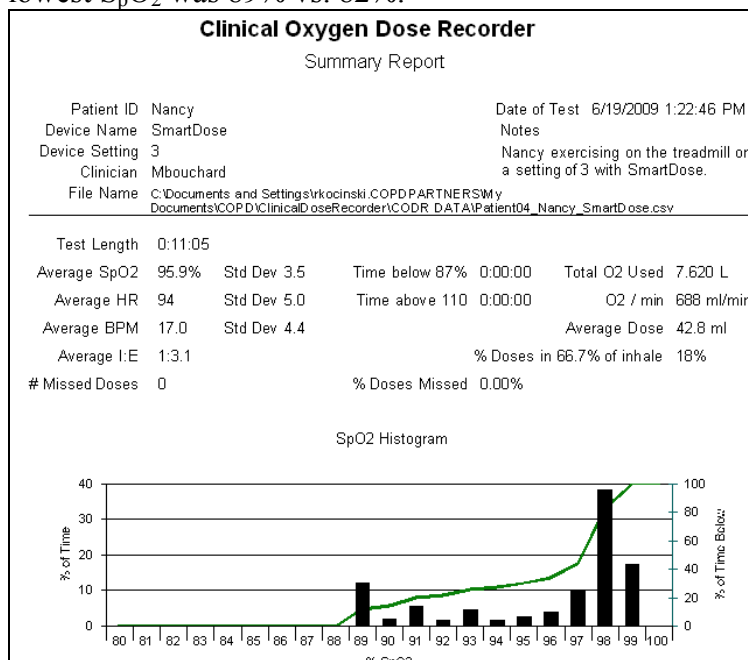 lowest SpO2 was 89% vs. 82%.
Clinical Oxygen Dose Recorder
Summary Report
Patient ID Nancy Date of Test 6/19/2009 1:22:46 PM
Device Name SmartDose Notes
Device Setting 3 Nancy exercising on the treadmill on
Clinician Mbouchard a setting of 3 with SmartDose.
File Name C:\Documents and Settings\rkocinski.COPDPARTNERS\My
Documents\COPD\ClinicalDoseRecorder\CODR DATA\Patient04_Nancy_SmartDose.csv
Test Length 0:11:05
Average SpO2 95.9% Std Dev 3.5 Time below 87% 0:00:00 Total O2 Used 7.620 L
Average HR 94 Std Dev 5.0 Time above 110 0:00:00 O2 / min 688 ml/min
Average BPM 17.0 Std Dev 4.4 Average Dose 42.8 ml
Average I:E 1:3.1 % Doses in 66.7% of inhale 18%
# Missed Doses 0 % Doses Missed 0.00%
SpO2 Histogram
40 100
30 80
20 60
10 40
0 20
0
% of Time
% of Time Below
80 81 82 83 84 85 86 87 88 89 90 91 92 93 94 95 96 97 98 99 100
% SpO2